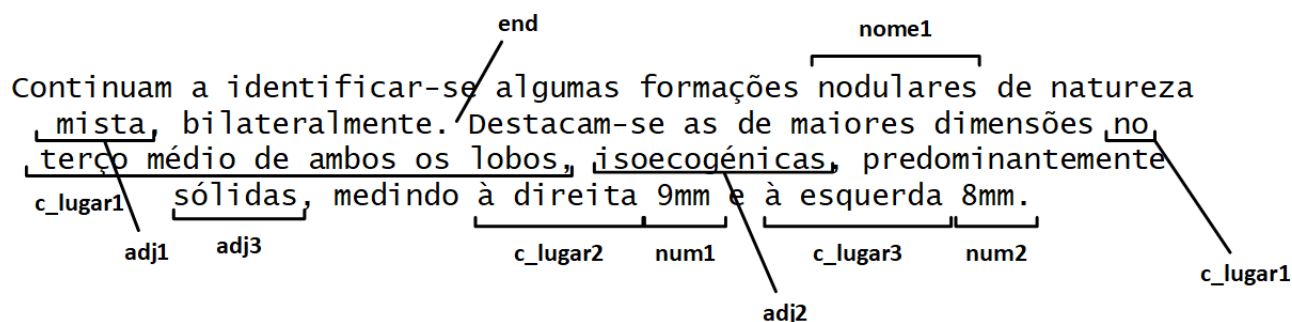 end
nome1
Continuam a identificar-se algumas formações nodulares de natureza
mista, bilateralmente. Destacam-se as de maiores dimensões no
terço médio de ambos os lobos, isoecogénicas, predominantemente
sólidas, medindo à direita 9mm e à esquerda 8mm.
c_lugar1
adj1
adj3
c_lugar2
num1
c_lugar3
num2
c_lugar1
adj2